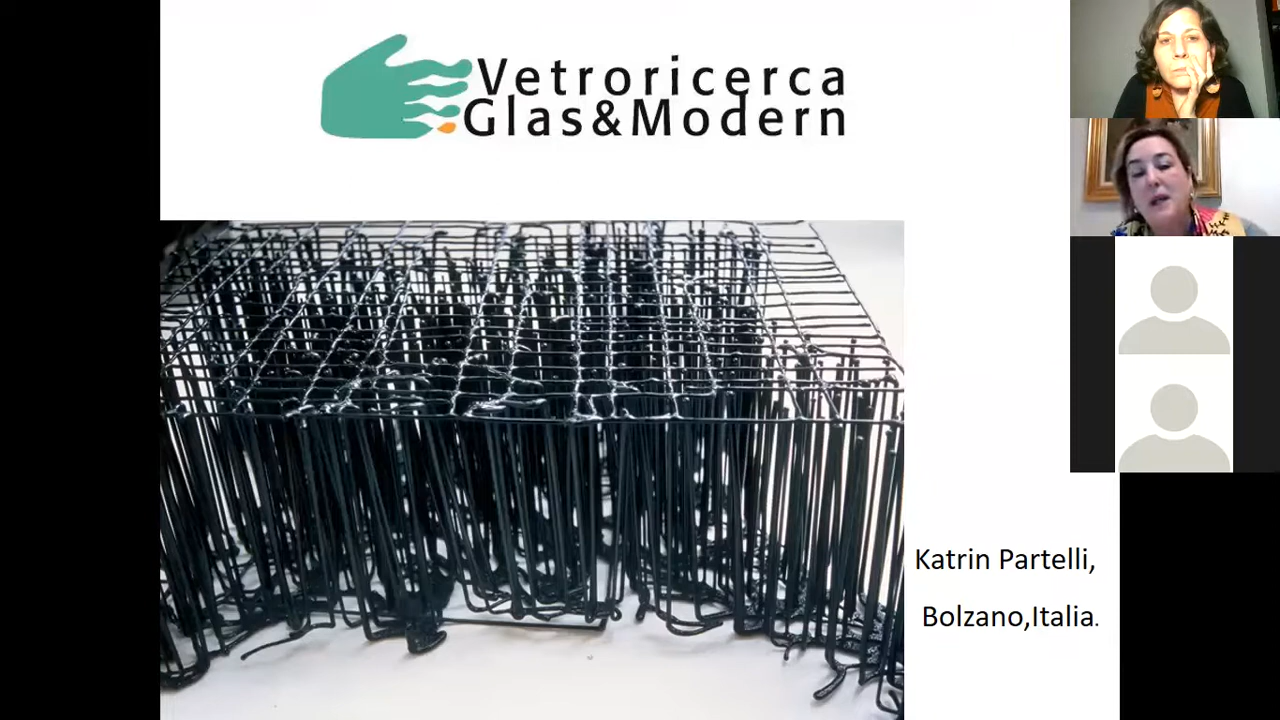 Vetroricerca
Glas&Modern
Katrin Partelli,
Bolzano,Italia.